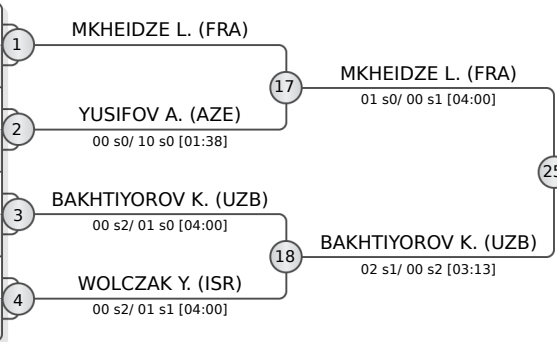 MKHEIDZE L. (FRA)
1
17
MKHEIDZE L. (FRA)
01 s0/ 00 s1 [04:00]
YUSIFOV A. (AZE)
2
00 s0/ 10 s0 [01:38]
25
BAKHTIYOROV K. (UZB)
3
00 s2/ 01 s0 [04:00]
18
BAKHTIYOROV K. (UZB)
02 s1/ 00 s2 [03:13]
WOLCZAK Y. (ISR)
4
00 s2/ 01 s1 [04:00]